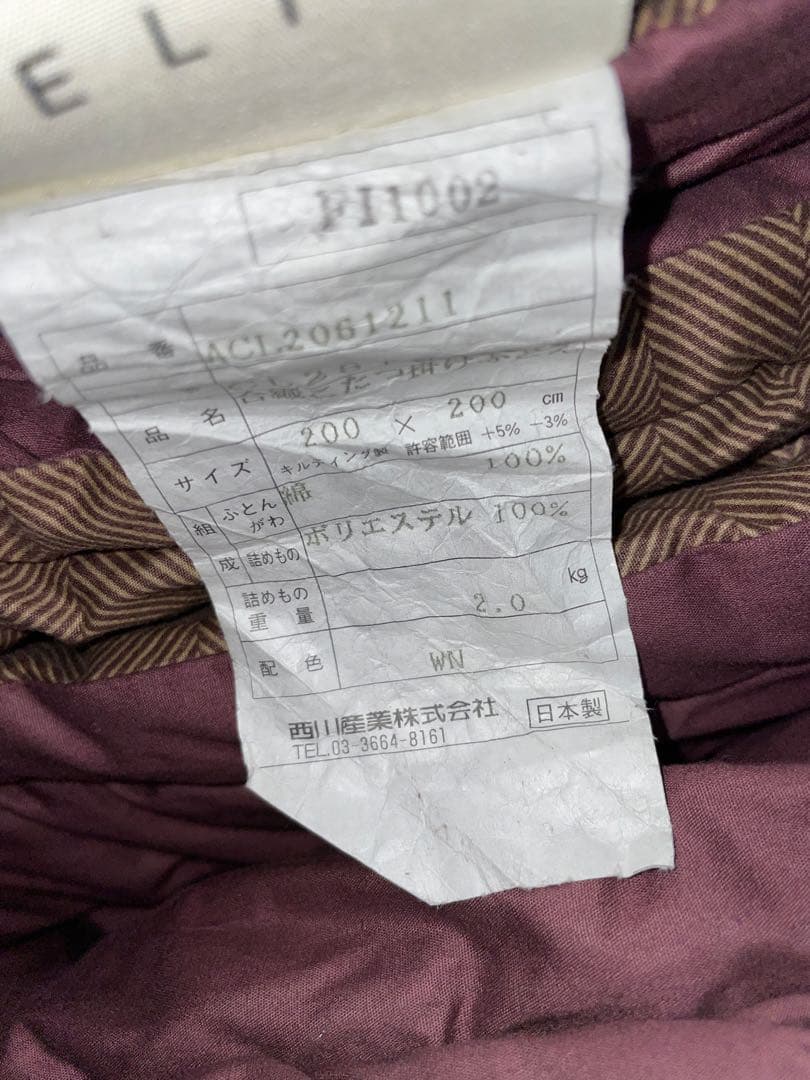 ELI
FI1002
品番 ACL2061211
品名
サイズ 200 × 200 cm
キルティング製 許容範囲 +5% -3%
組成 ふとんがわ 綿 100%
詰めもの ポリエステル 100%
詰めもの重量 2.0 kg
配色 WN
西川産業株式会社 日本製
TEL.03-3664-8161